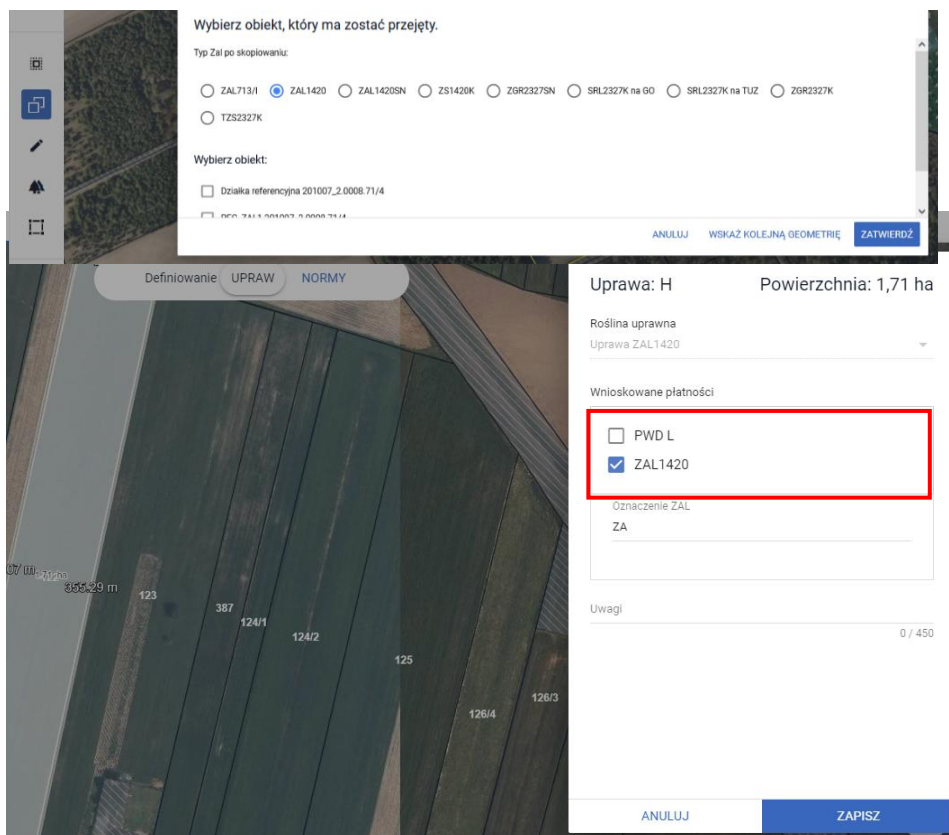 Wybierz obiekt, który ma zostać przejęty.
Typ Zal po skopiowaniu:
ZAL713/I ZAL1420 ZAL1420SN ZS1420K ZGR2327SN SRL2327K na GO SRL2327K na TUZ ZGR2327K
TZS2327K
Wybierz obiekt:
Działka referencyjna 201007_2.0008.71/4
ANULUJ WSKAŻ KOLEJNĄ GEOMETRIĘ ZATWIERDŹ
Definiowanie UPRAW NORMY
Uprawa: H Powierzchnia: 1,71 ha
Roślina uprawna
Uprawa ZAL1420
Wnioskowane płatności
PWD L
ZAL1420
Oznaczenie ZAL
ZA
Uwagi
0 / 450
355.29 m
123
387
124/1
124/2
125
126/3
126/4
ANULUJ ZAPISZ